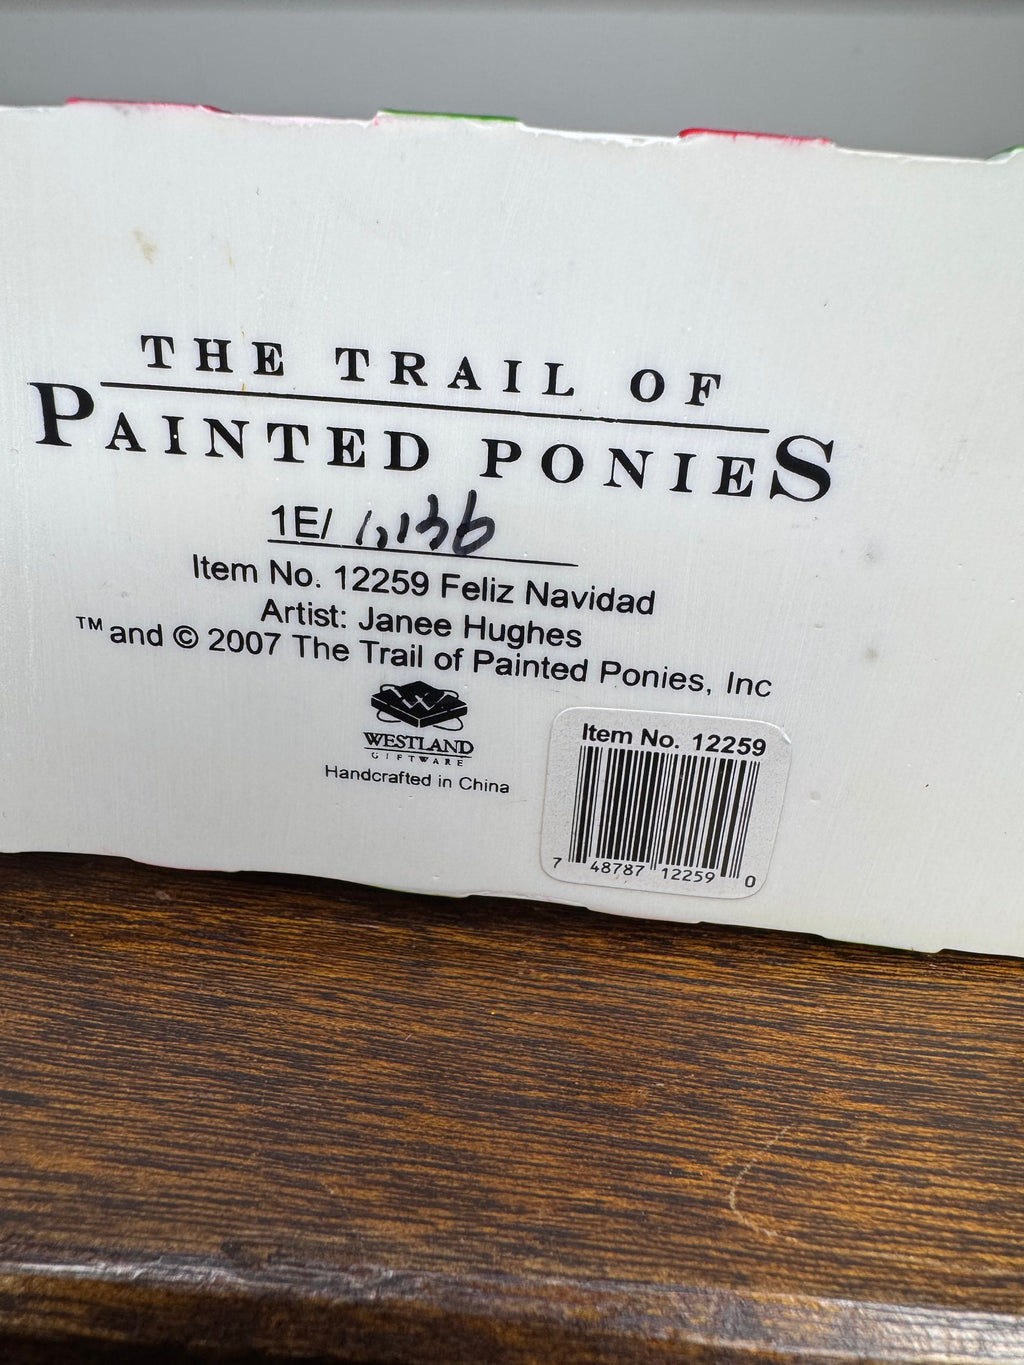 THE TRAIL OF
PAINTED PONIES
1E/ 1,136
Item No. 12259 Feliz Navidad
Artist: Janee Hughes
™ and © 2007 The Trail of Painted Ponies, Inc
W
WESTLAND
GIFTWARE
Handcrafted in China
Item No. 12259
7 48787 12259 0